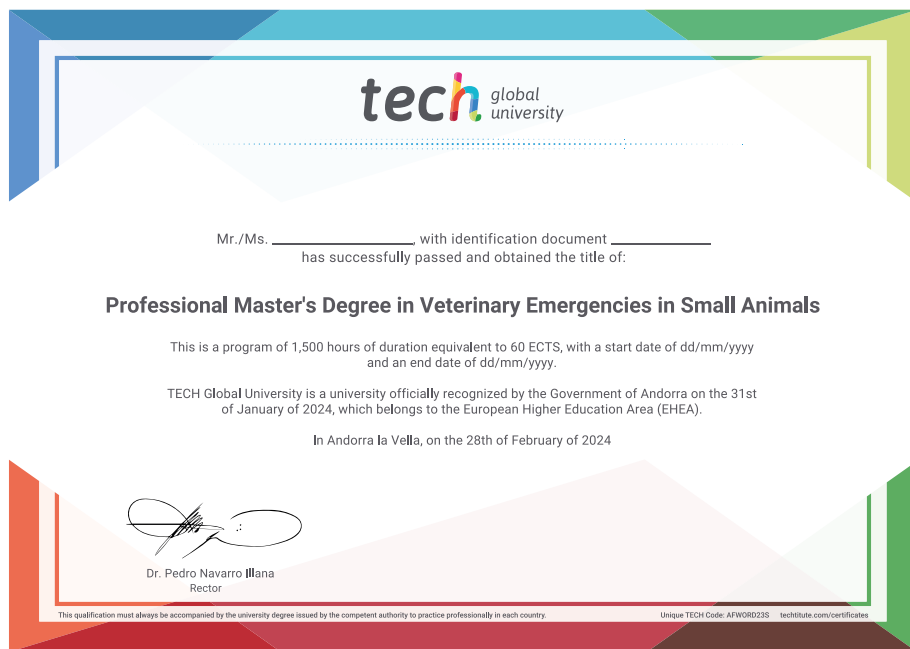 tech global university
Mr./Ms. ________________, with identification document ___________
has successfully passed and obtained the title of:
Professional Master's Degree in Veterinary Emergencies in Small Animals
This is a program of 1,500 hours of duration equivalent to 60 ECTS, with a start date of dd/mm/yyyy
and an end date of dd/mm/yyyy.
TECH Global University is a university officially recognized by the Government of Andorra on the 31st
of January of 2024, which belongs to the European Higher Education Area (EHEA).
In Andorra la Vella, on the 28th of February of 2024
Dr. Pedro Navarro Illana
Rector
This qualification must always be accompanied by the university degree issued by the competent authority to practice professionally in each country.
Unique TECH Code: AFWORD23S techtitute.com/certificates